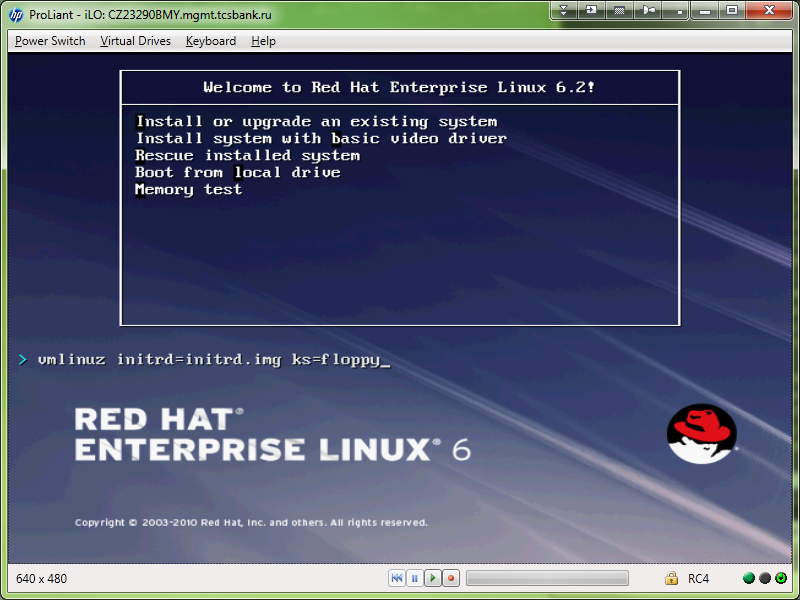 ProLiant - iLO: CZ23290BMY.mgmt.tcsbank.ru
Power Switch Virtual Drives Keyboard Help
Welcome to Red Hat Enterprise Linux 6.2!
Install or upgrade an existing system
Install system with basic video driver
Rescue installed system
Boot from local drive
Memory test
> vmlinuz initrd=initrd.img ks=floppy_
RED HAT®
ENTERPRISE LINUX® 6
Copyright © 2003-2010 Red Hat, Inc. and others. All rights reserved.
640 x 480 RC4